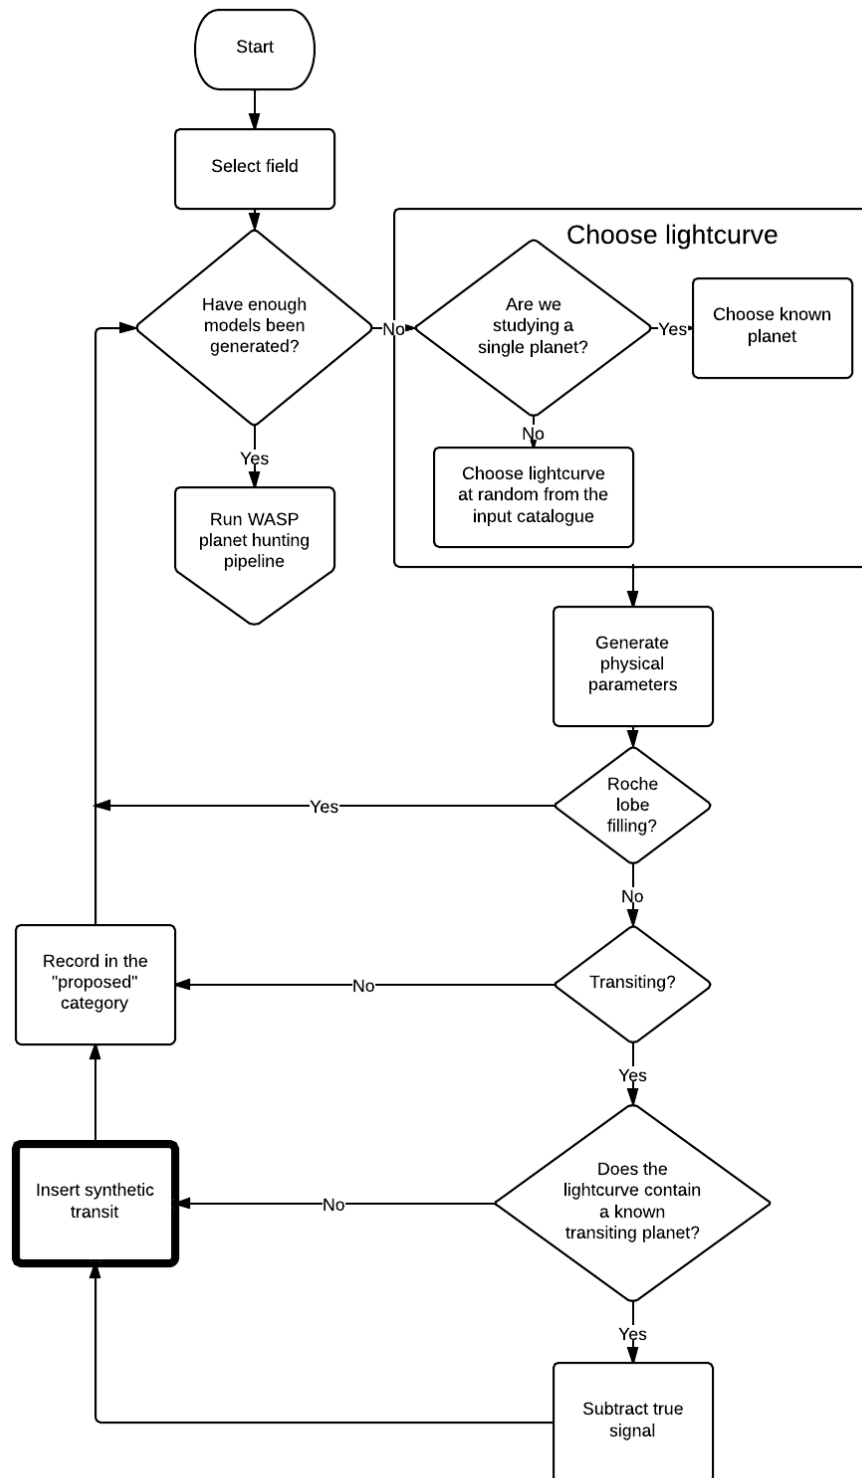 Start
Select field
Choose lightcurve
Have enough
models been
generated?
No
Are we
studying a
single planet?
Yes
Choose known
planet
No
Choose lightcurve
at random from the
input catalogue
Yes
Run WASP
planet hunting
pipeline
Generate
physical
parameters
Roche
lobe
filling?
Yes
No
Transiting?
No
Record in the
"proposed"
category
Yes
Does the
lightcurve contain
a known
transiting planet?
No
Insert synthetic
transit
Yes
Subtract true
signal